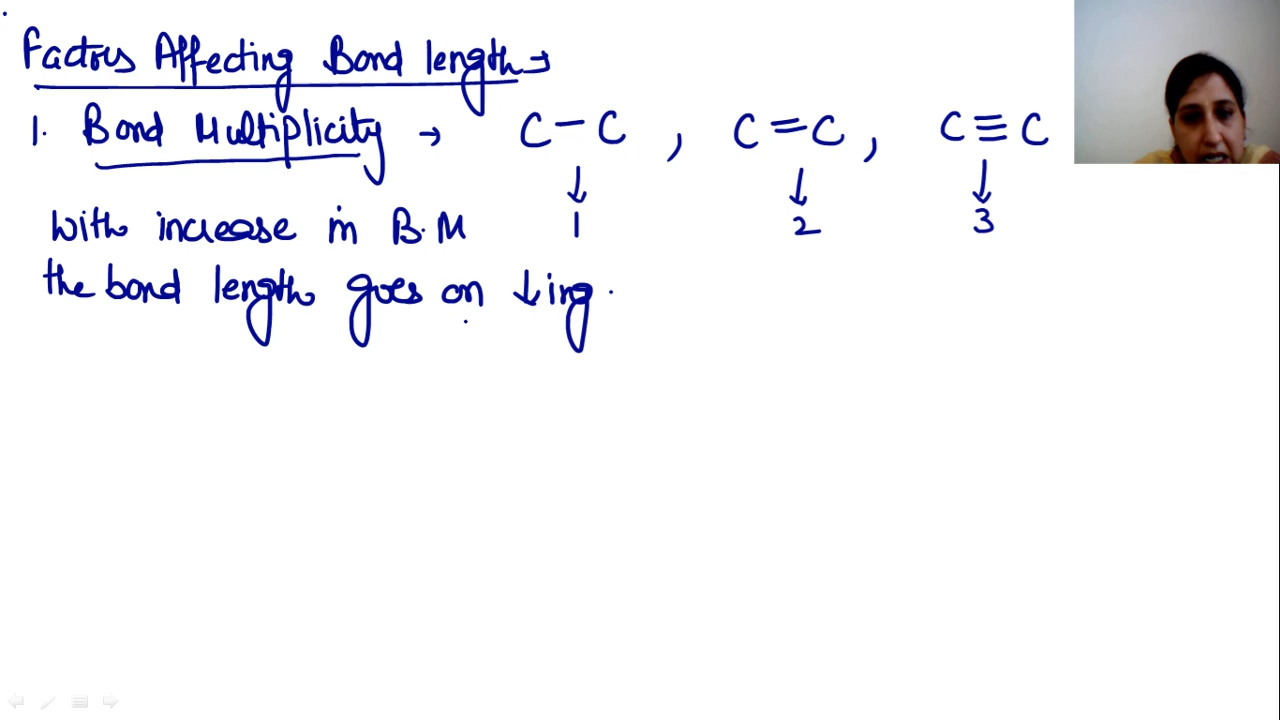 Factors Affecting Bond length →
1. Bond Multiplicity → C–C , C=C , C≡C
↓ ↓ ↓
with increase in B.M 1 2 3
the bond length goes on ↓ing.